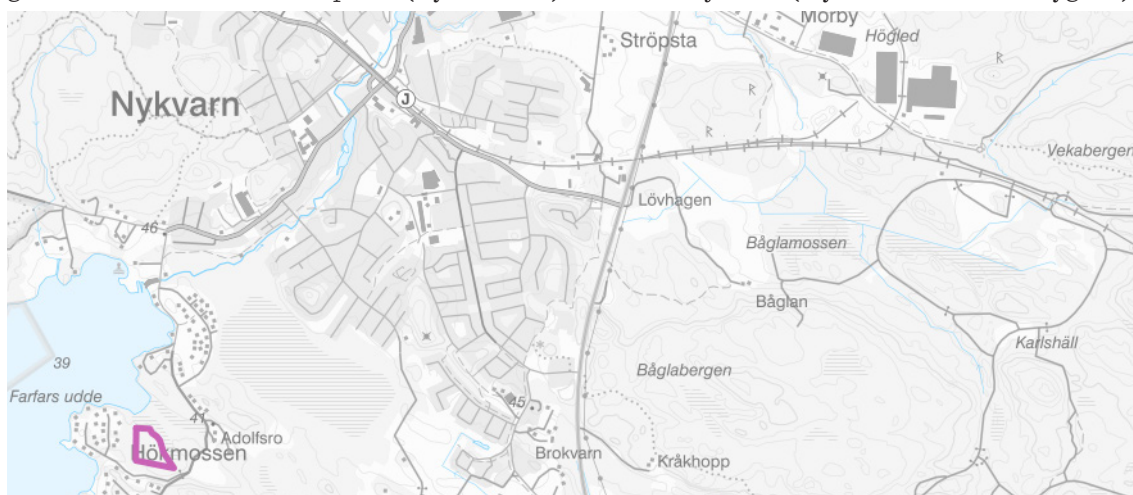 Mörby
Högled
Ströpsta
R
R
Nykvarn
J
R
Vekabergen
Lövhagen
46
Båglamossen
Båglan
Karlshäll
39
Båglabergen
Farfars udde
45
41
Adolfsro
Hökmossen
Brokvarn
Kråkhopp